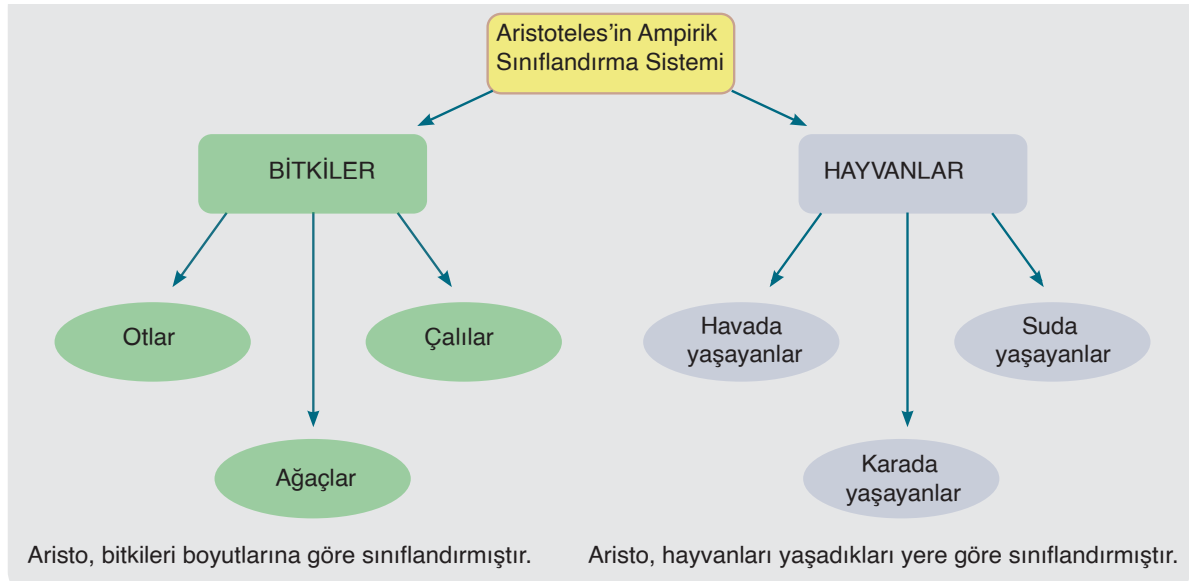 Aristoteles’in Ampirik
Sınıflandırma Sistemi
BİTKİLER
HAYVANLAR
Otlar
Çalılar
Ağaçlar
Havada
yaşayanlar
Suda
yaşayanlar
Karada
yaşayanlar
Aristo, bitkileri boyutlarına göre sınıflandırmıştır.
Aristo, hayvanları yaşadıkları yere göre sınıflandırmıştır.